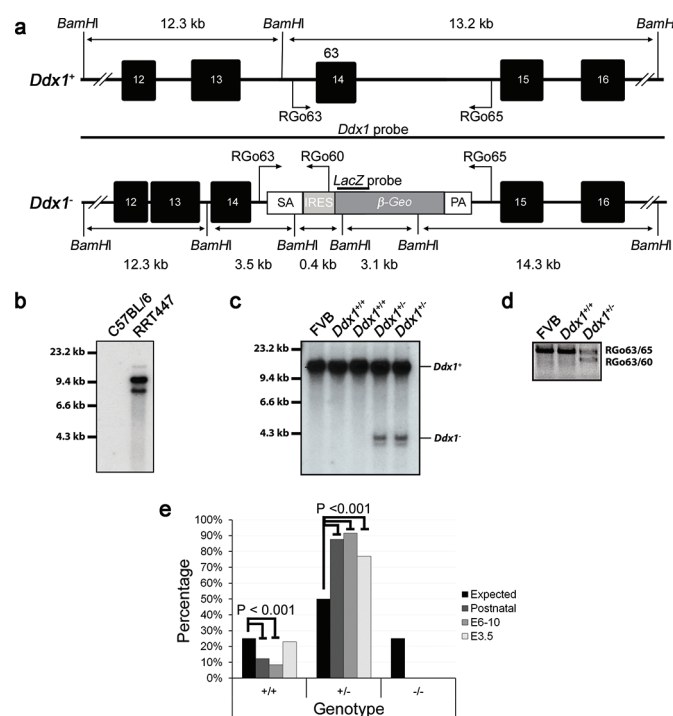 a
BamHI 12.3 kb BamHI 13.2 kb BamHI
63
Ddx1+ 12 13 14 15 16
RGo63 RGo65
Ddx1 probe
RGo63 RGo60 RGo65
LacZ probe
Ddx1- 12 13 14 SA IRES β-Geo PA 15 16
BamHI BamHI BamHI BamHI BamHI BamHI
12.3 kb 3.5 kb 0.4 kb 3.1 kb 14.3 kb
b
C57BL/6
RRT447
23.2 kb
9.4 kb
6.6 kb
4.3 kb
c
FVB
Ddx1+/+
Ddx1+/+
Ddx1+/-
Ddx1+/-
23.2 kb
9.4 kb
6.6 kb
4.3 kb
Ddx1+
Ddx1-
d
FVB
Ddx1+/+
Ddx1+/-
RGo63/65
RGo63/60
e
P <0.001
P < 0.001
100%
90%
80%
70%
60%
50%
40%
30%
20%
10%
0%
Percentage
+/+ +/- -/-
Genotype
Expected
Postnatal
E6-10
E3.5